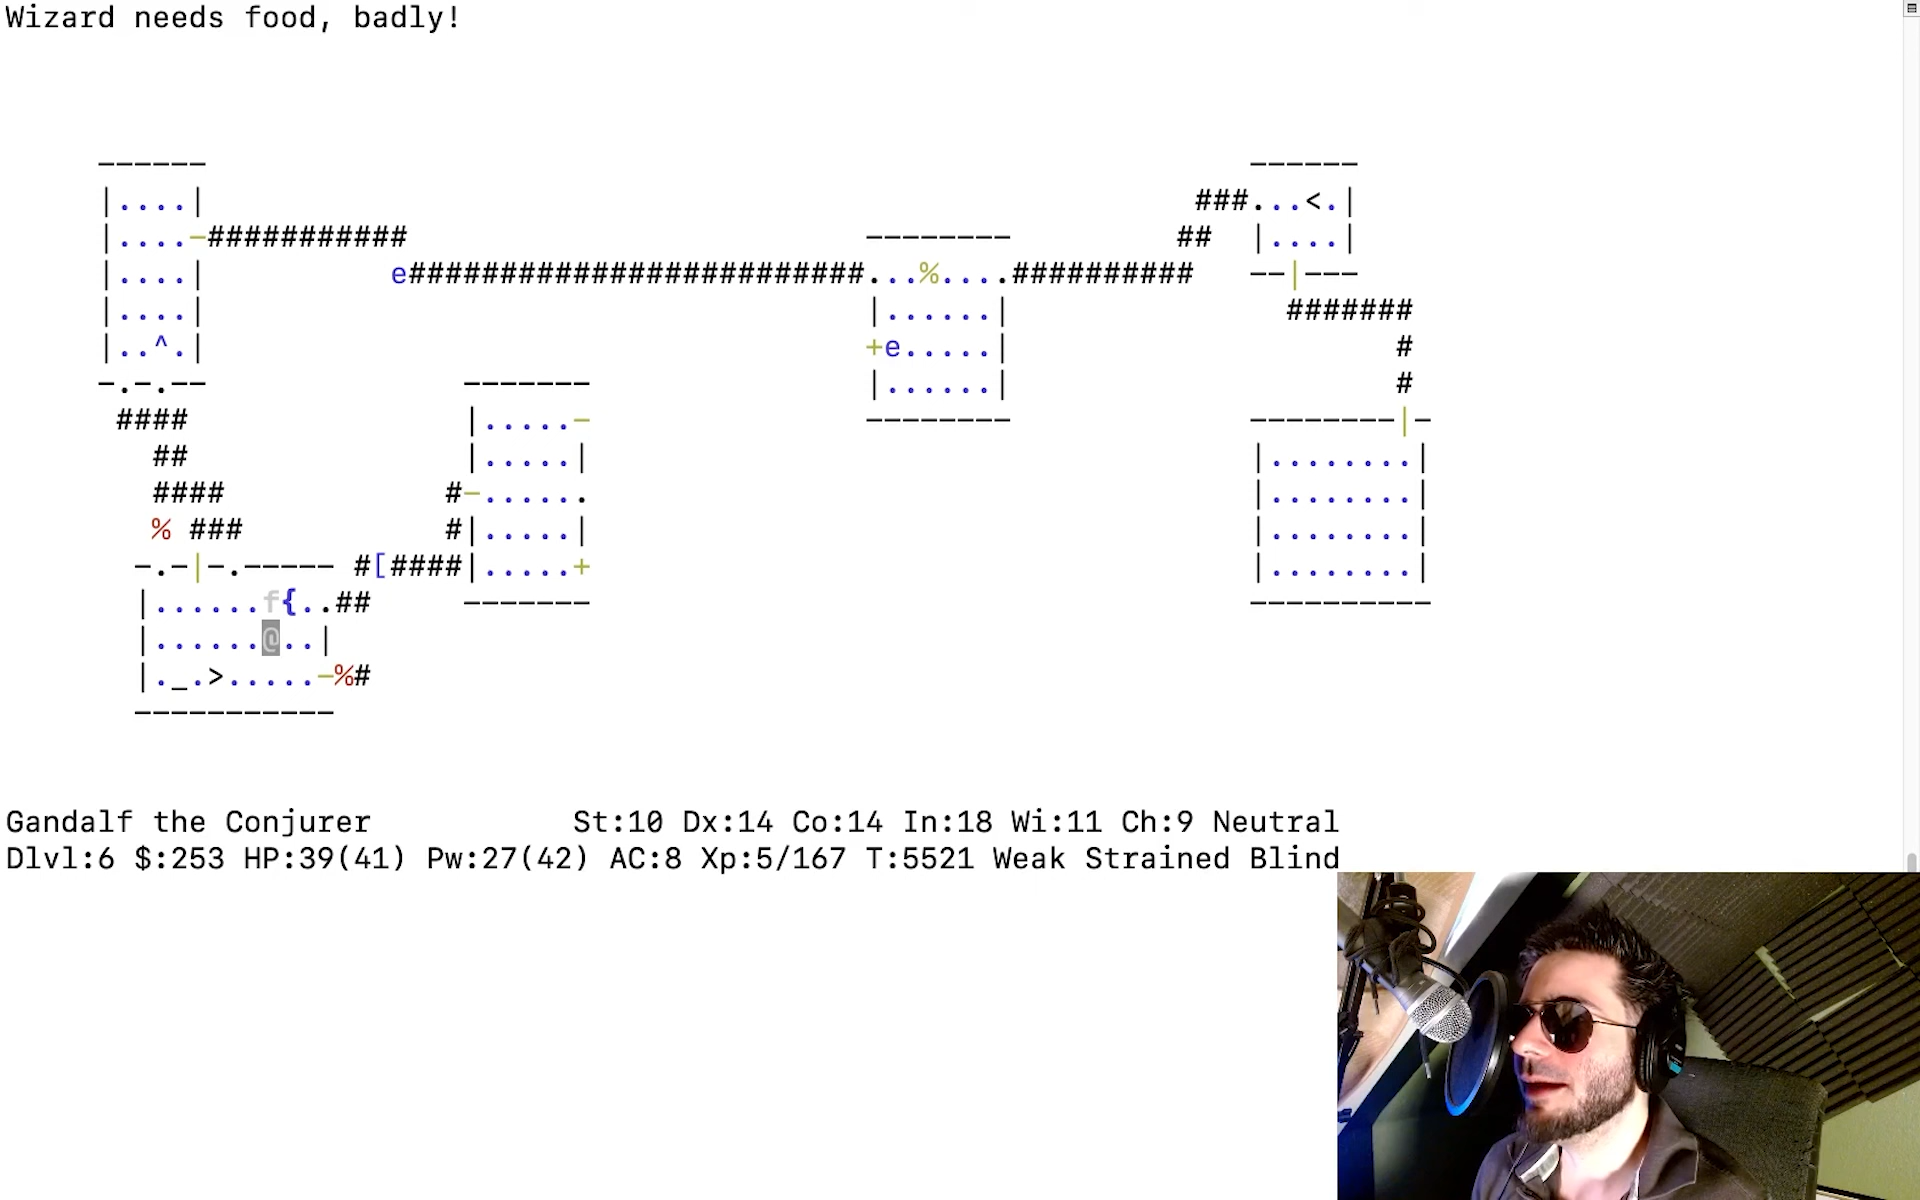 Wizard needs food, badly!
------ ------
|....| ###...<.|
|....-########### -------- ## |....|
|....| e#########################...%....########## --|---
|....| |......| #######
|..^.| +e.....| #
-.-.-- ------- |......| #
#### |.....- -------- --------|-
## |.....| |........|
#### #-...... |........|
% ### #|.....| |........|
-.-|-.----- #[####|.....+ |........|
|......f{..## ------- ----------
|......@..|
|._.>.....-%#
-----------
Gandalf the Conjurer St:10 Dx:14 Co:14 In:18 Wi:11 Ch:9 Neutral
Dlvl:6 $:253 HP:39(41) Pw:27(42) AC:8 Xp:5/167 T:5521 Weak Strained Blind